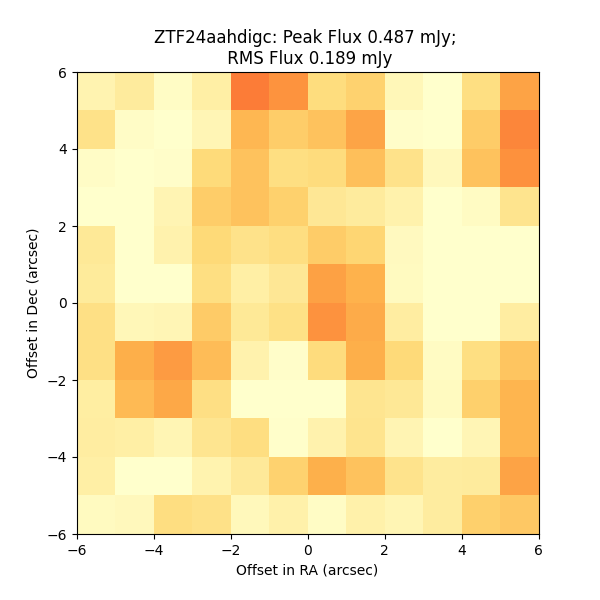 ZTF24aahdigc: Peak Flux 0.487 mJy;
RMS Flux 0.189 mJy
6
4
2
0
−2
−4
−6
Offset in Dec (arcsec)
−6 −4 −2 0 2 4 6
Offset in RA (arcsec)